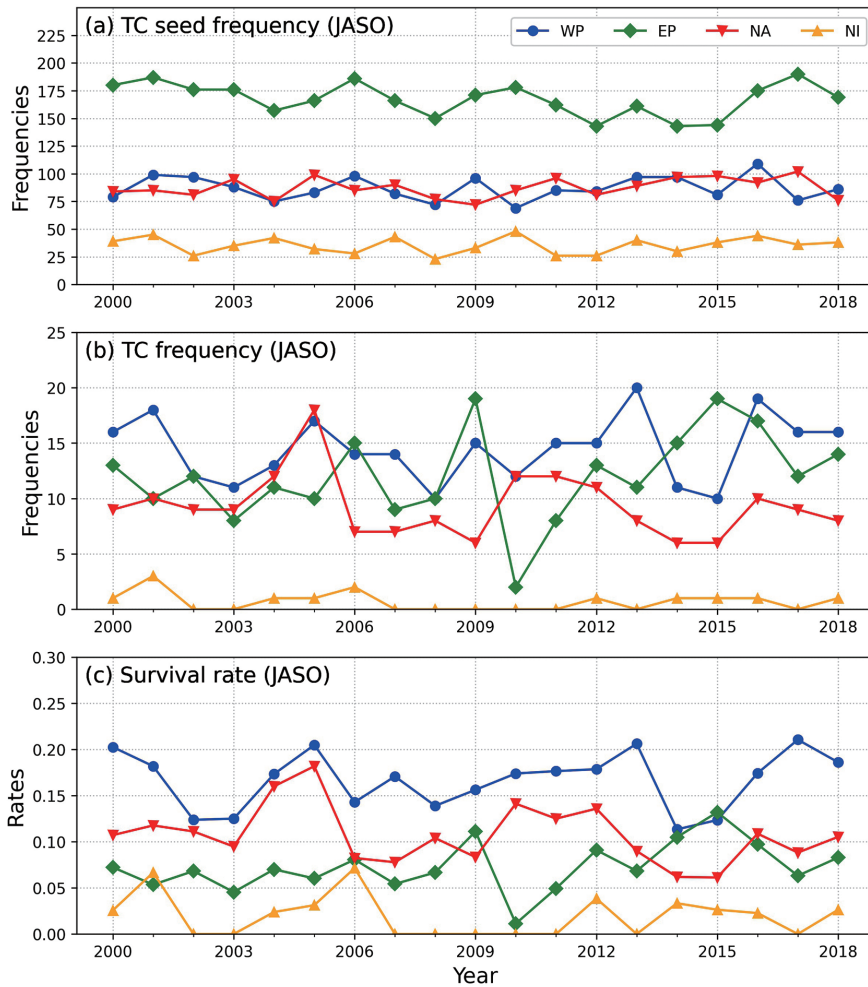 (a) TC seed frequency (JASO)
WP EP NA NI
Frequencies
225
200
175
150
125
100
75
50
25
0
2000 2003 2006 2009 2012 2015 2018
(b) TC frequency (JASO)
Frequencies
25
20
15
10
5
0
2000 2003 2006 2009 2012 2015 2018
(c) Survival rate (JASO)
Rates
0.30
0.25
0.20
0.15
0.10
0.05
0.00
2000 2003 2006 2009 2012 2015 2018
Year